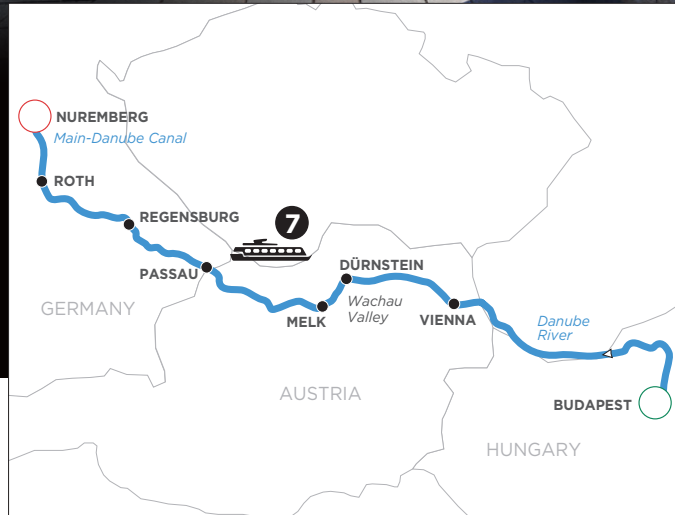 NUREMBERG
Main-Danube Canal
ROTH
REGENSBURG
7
PASSAU
DÜRNSTEIN
GERMANY
Wachau
Valley
MELK
VIENNA
Danube
River
AUSTRIA
BUDAPEST
HUNGARY